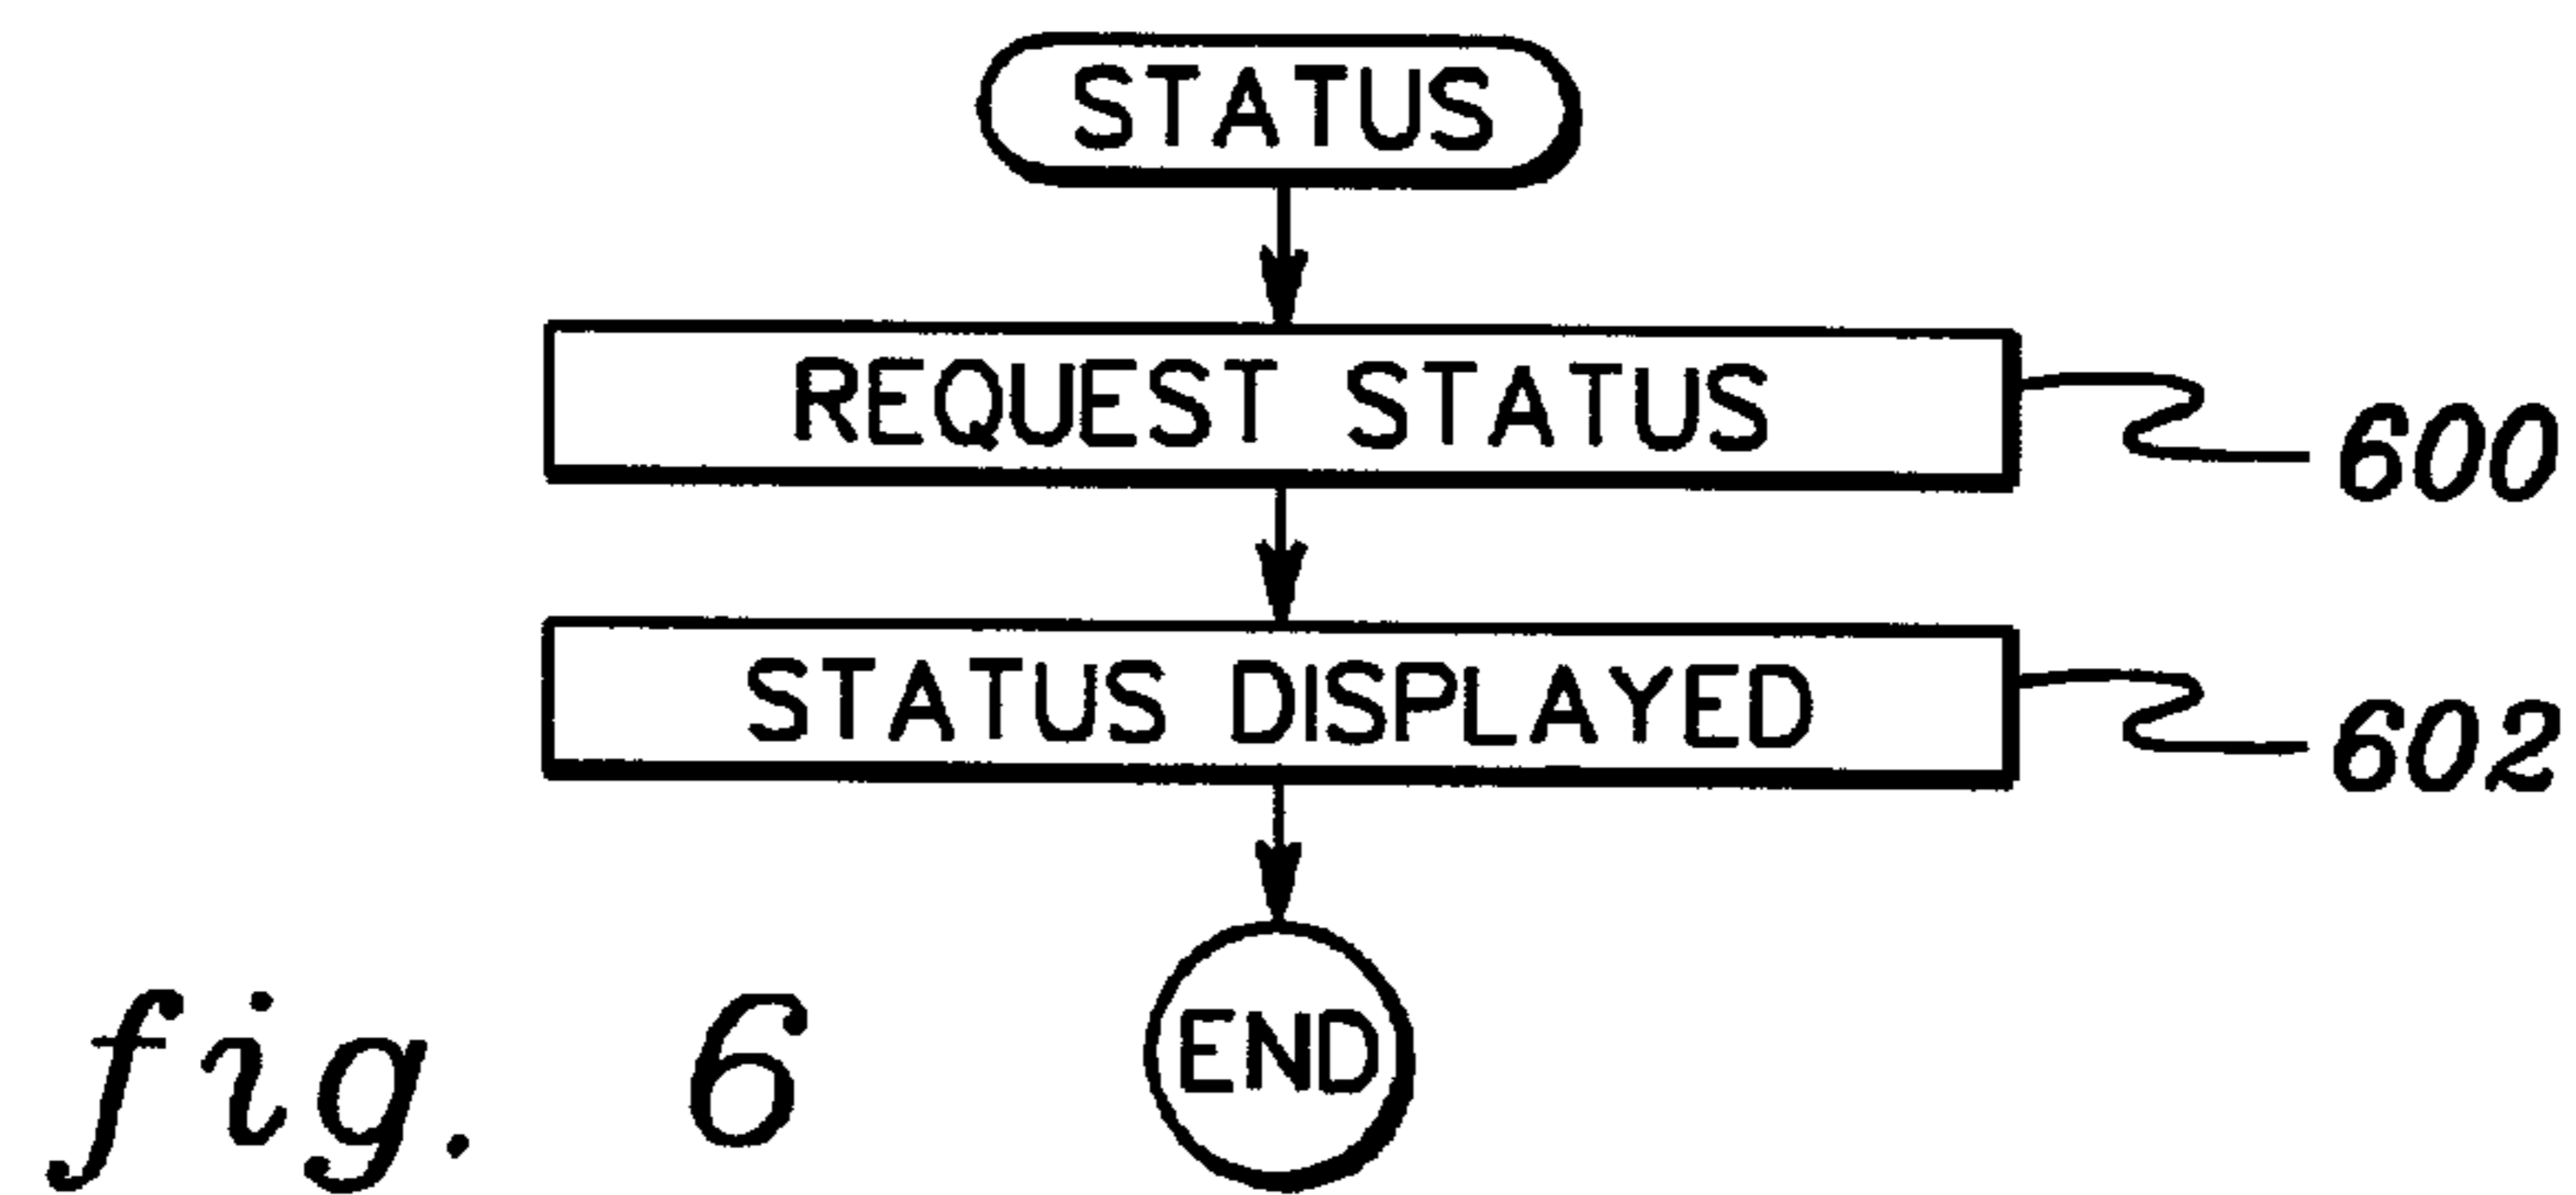 STATUS
REQUEST STATUS
600
STATUS DISPLAYED
602
END
fig. 6